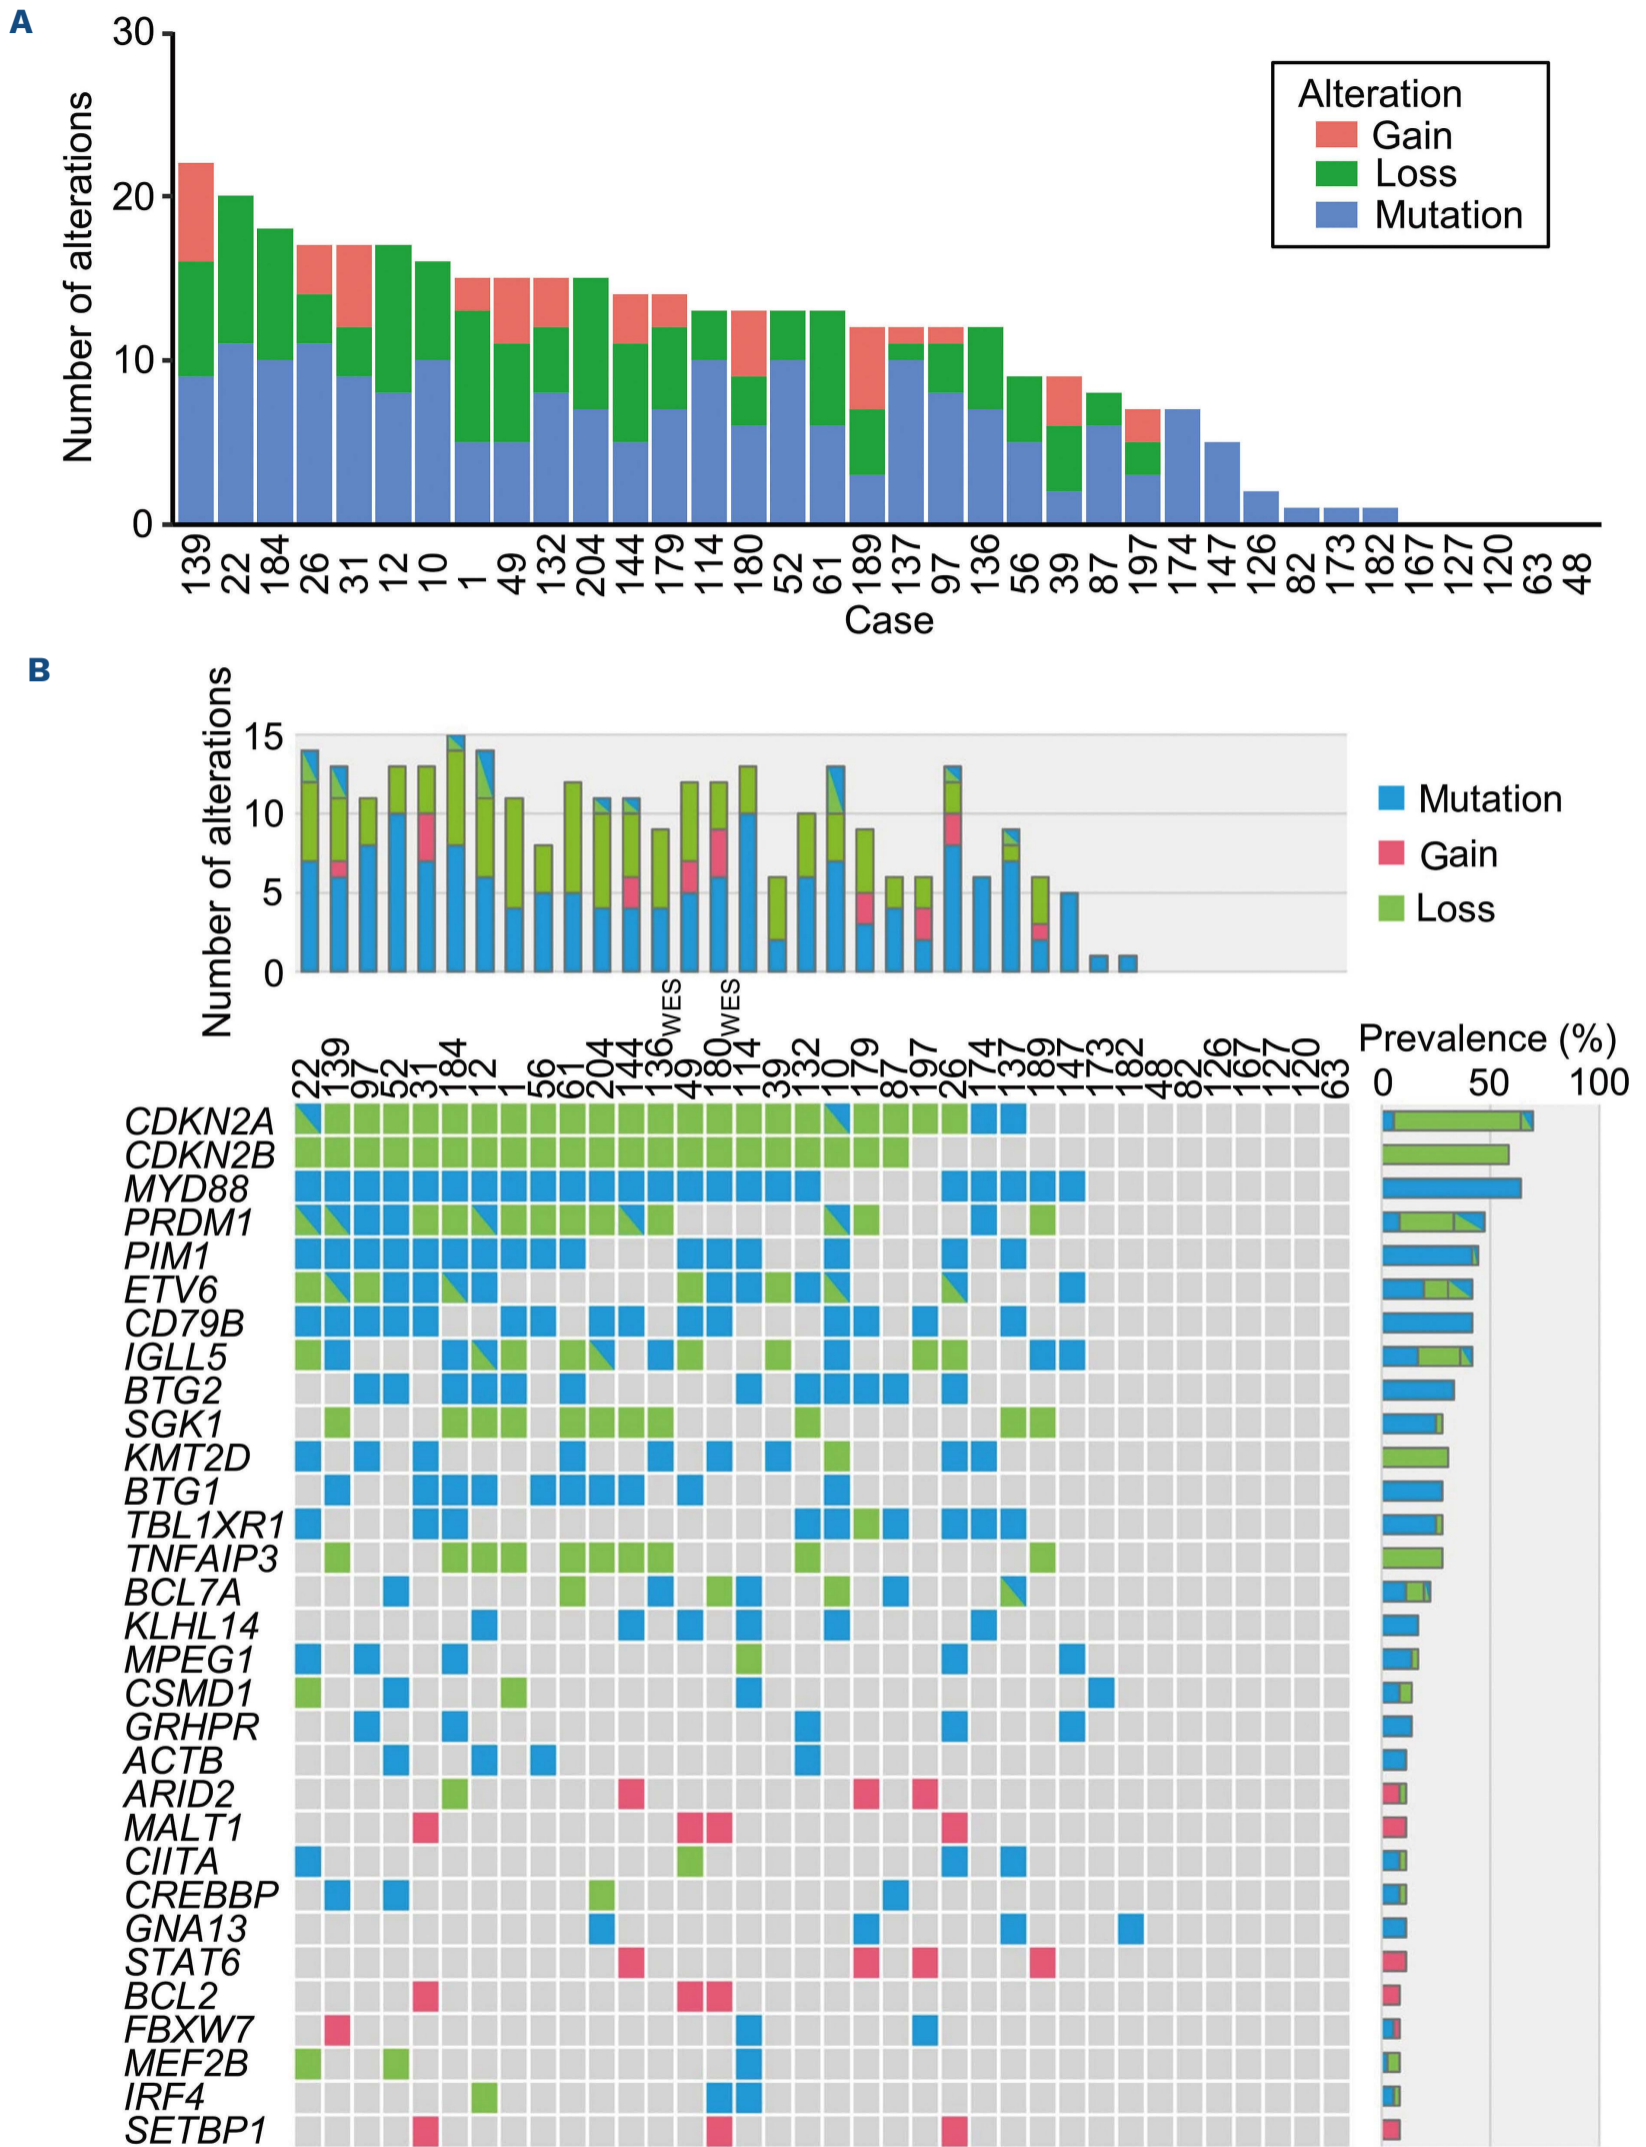 A
30
20
10
0
Number of alterations
Alteration
Gain
Loss
Mutation
139 22 184 26 31 12 10 1 49 132 204 144 179 114 180 52 61 189 137 97 136 56 39 87 197 174 147 126 82 173 182 167 127 120 63 48
Case
B
Number of alterations
15
10
5
0
Mutation
Gain
Loss
WES WES
22 139 97 52 31 184 12 1 56 61 204 144 136 49 180 114 39 132 10 179 87 197 26 174 137 189 147 173 182 48 82 126 167 127 120 63
Prevalence (%)
0 50 100
CDKN2A
CDKN2B
MYD88
PRDM1
PIM1
ETV6
CD79B
IGLL5
BTG2
SGK1
KMT2D
BTG1
TBL1XR1
TNFAIP3
BCL7A
KLHL14
MPEG1
CSMD1
GRHPR
ACTB
ARID2
MALT1
CIITA
CREBBP
GNA13
STAT6
BCL2
FBXW7
MEF2B
IRF4
SETBP1